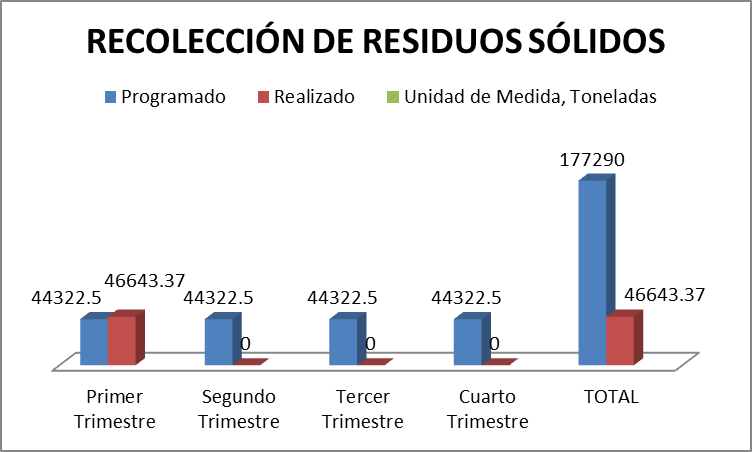 RECOLECCIÓN DE RESIDUOS SÓLIDOS
Programado Realizado Unidad de Medida, Toneladas
177290
44322.5 46643.37 44322.5 44322.5 44322.5 46643.37
0 0 0
Primer Trimestre
Segundo Trimestre
Tercer Trimestre
Cuarto Trimestre
TOTAL